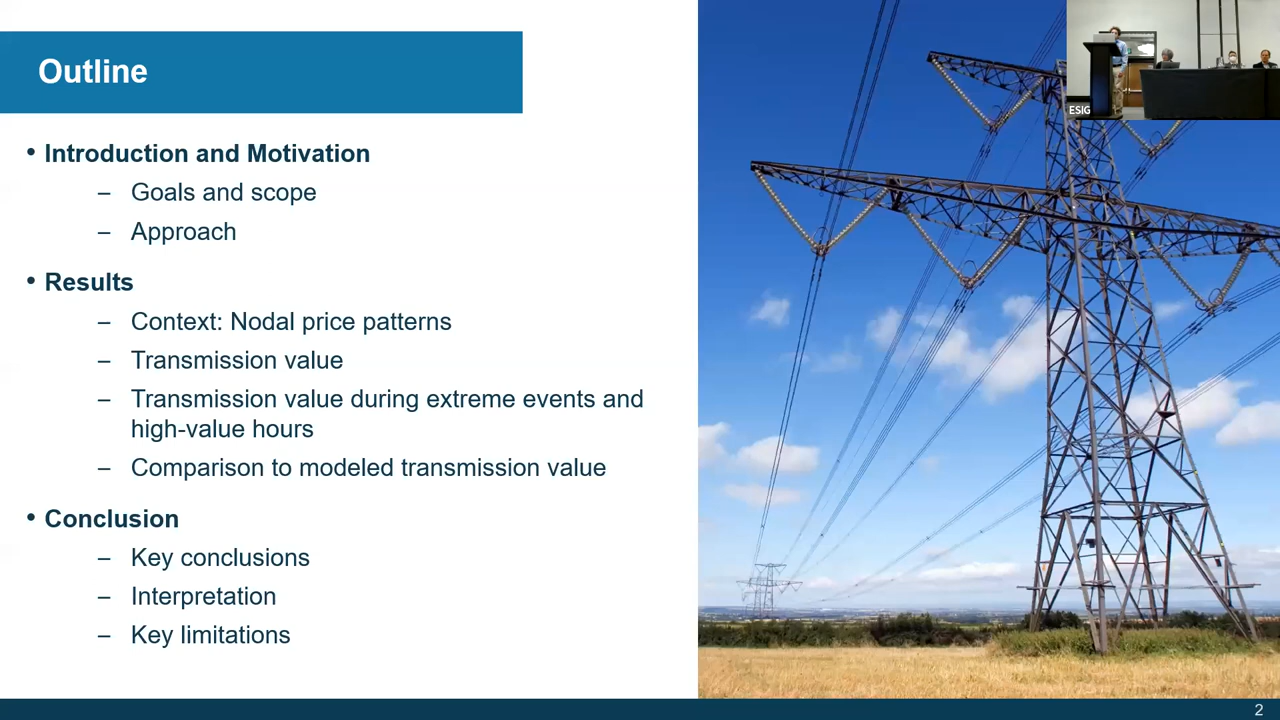 Outline
• Introduction and Motivation
– Goals and scope
– Approach
• Results
– Context: Nodal price patterns
– Transmission value
– Transmission value during extreme events and
high-value hours
– Comparison to modeled transmission value
• Conclusion
– Key conclusions
– Interpretation
– Key limitations
ESIG
2